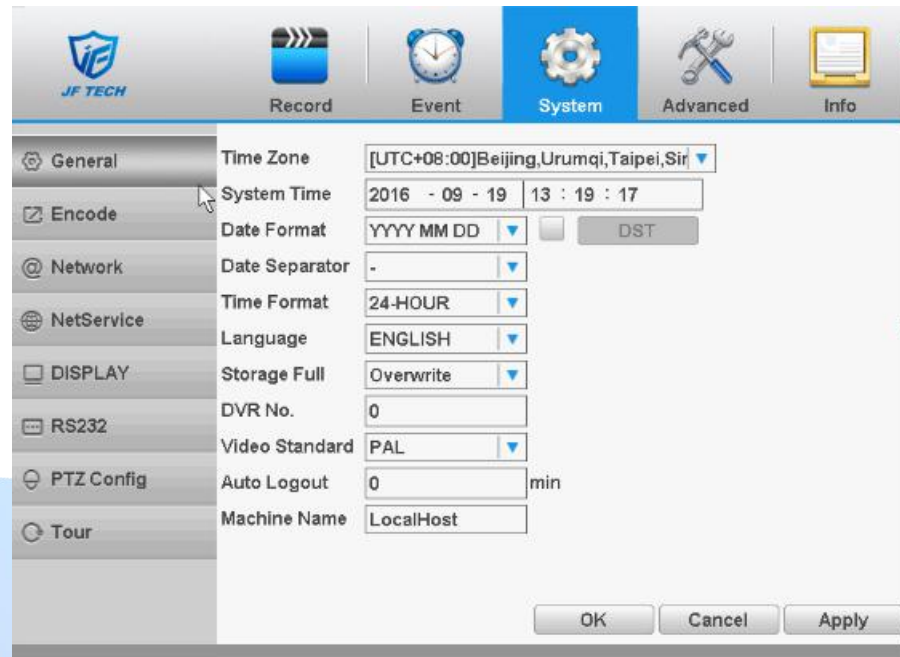 JF TECH
Record
Event
System
Advanced
Info
General
Encode
Network
NetService
DISPLAY
RS232
PTZ Config
Tour
Time Zone [UTC+08:00]Beijing,Urumqi,Taipei,Sin
System Time 2016 - 09 - 19 13 : 19 : 17
Date Format YYYY MM DD DST
Date Separator -
Time Format 24-HOUR
Language ENGLISH
Storage Full Overwrite
DVR No. 0
Video Standard PAL
Auto Logout 0 min
Machine Name LocalHost
OK Cancel Apply